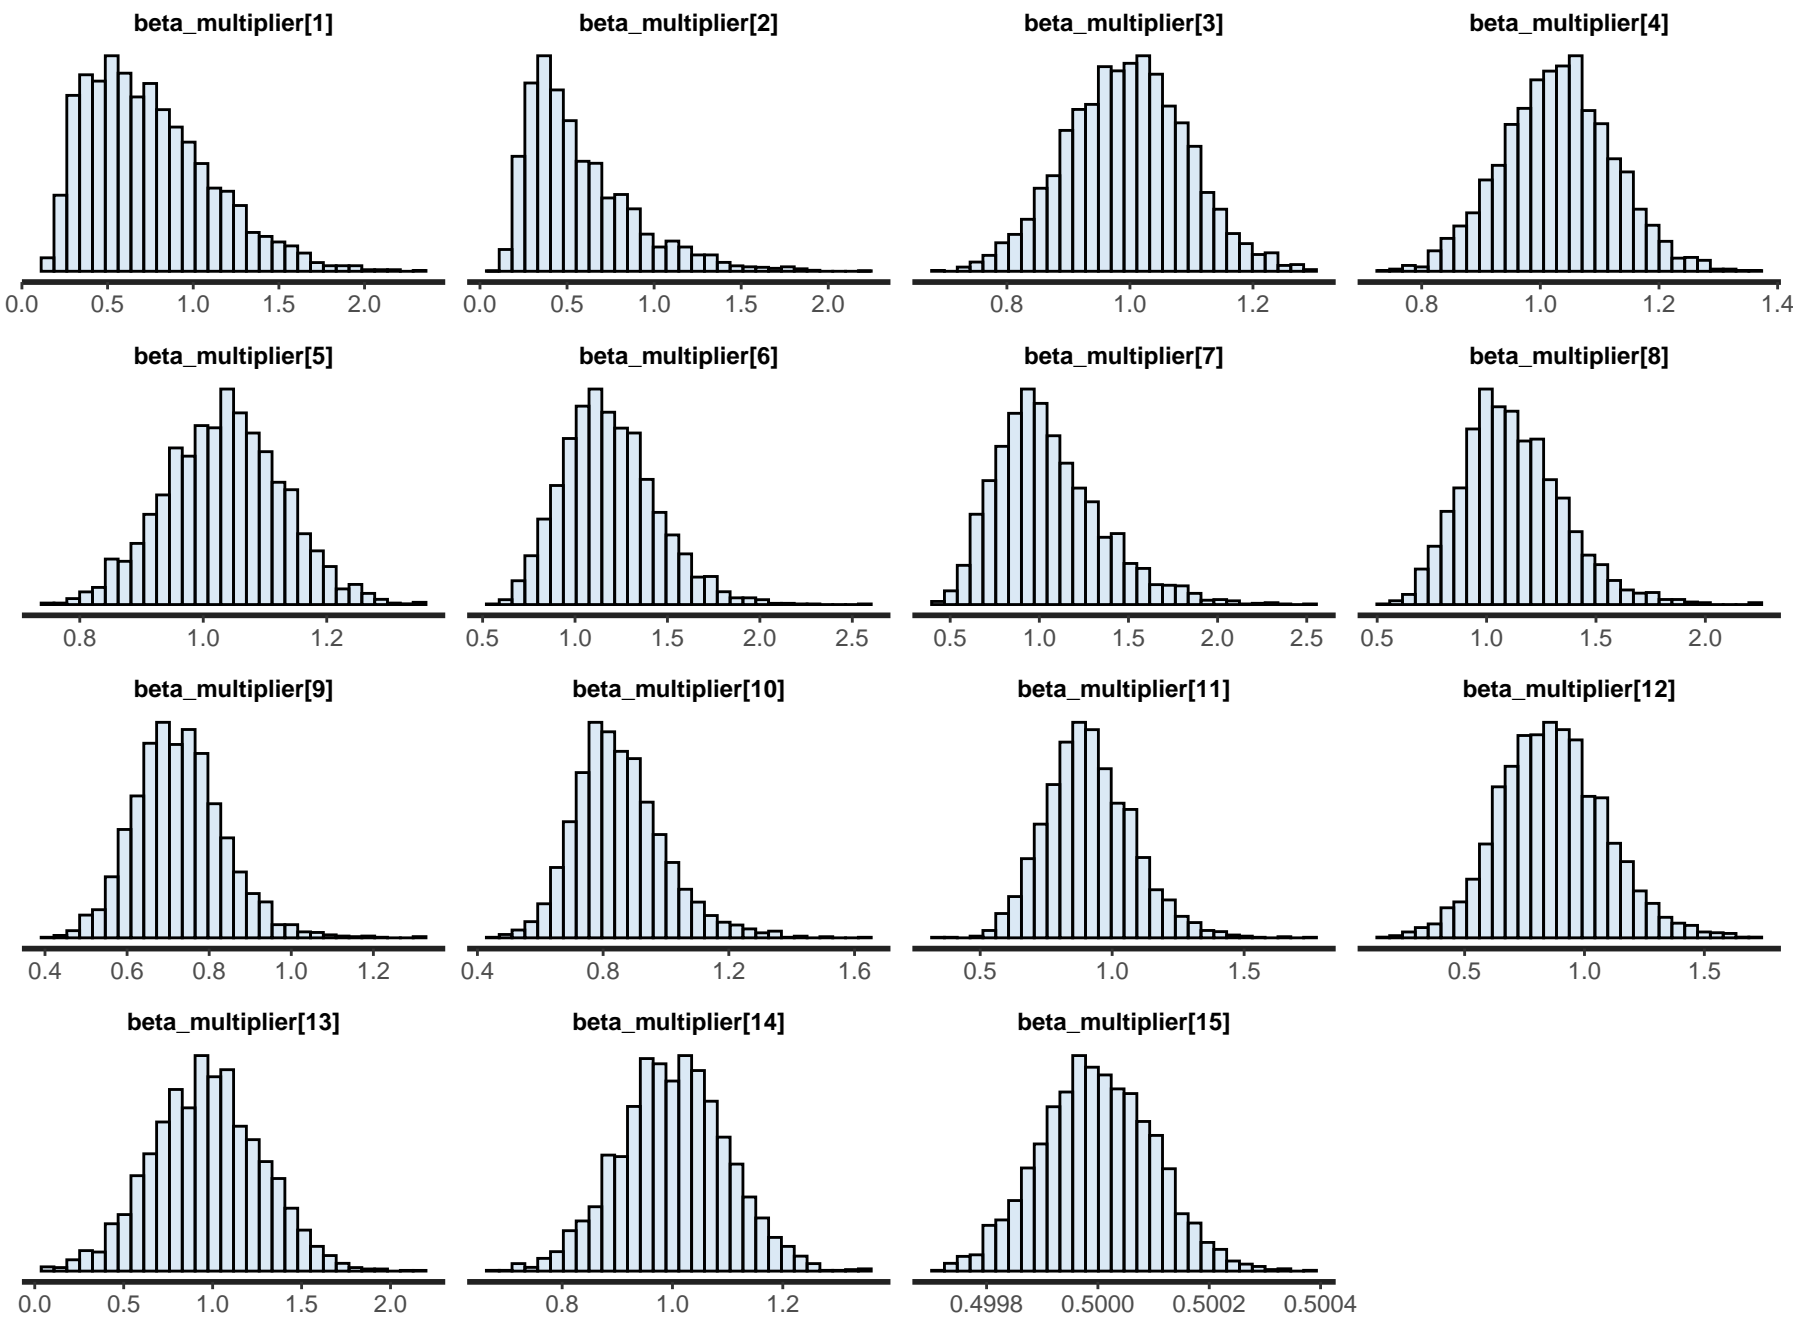 beta_multiplier[1] beta_multiplier[2] beta_multiplier[3] beta_multiplier[4]
0.0 0.5 1.0 1.5 2.0 0.0 0.5 1.0 1.5 2.0 0.8 1.0 1.2 0.8 1.0 1.2 1.4
beta_multiplier[5] beta_multiplier[6] beta_multiplier[7] beta_multiplier[8]
0.8 1.0 1.2 0.5 1.0 1.5 2.0 2.5 0.5 1.0 1.5 2.0 2.5 0.5 1.0 1.5 2.0
beta_multiplier[9] beta_multiplier[10] beta_multiplier[11] beta_multiplier[12]
0.4 0.6 0.8 1.0 1.2 0.4 0.8 1.2 1.6 0.5 1.0 1.5 0.5 1.0 1.5
beta_multiplier[13] beta_multiplier[14] beta_multiplier[15]
0.0 0.5 1.0 1.5 2.0 0.8 1.0 1.2 0.4998 0.5000 0.5002 0.5004